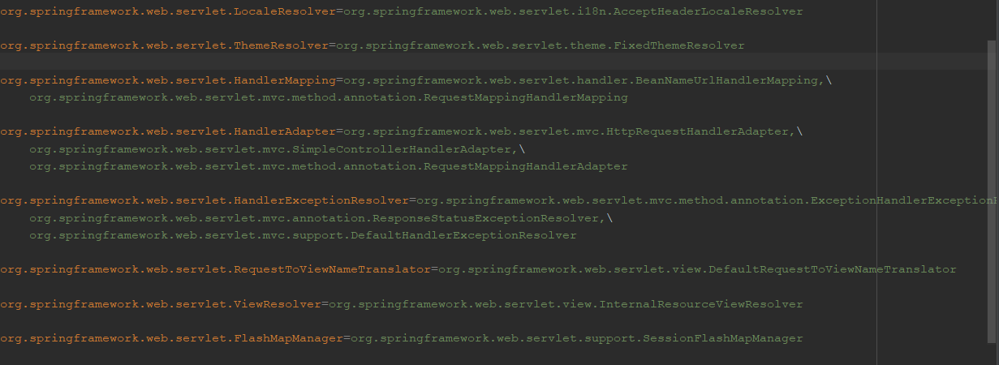 org.springframework.web.servlet.LocaleResolver=org.springframework.web.servlet.i18n.AcceptHeaderLocaleResolver
org.springframework.web.servlet.ThemeResolver=org.springframework.web.servlet.theme.FixedThemeResolver
org.springframework.web.servlet.HandlerMapping=org.springframework.web.servlet.handler.BeanNameUrlHandlerMapping,\
org.springframework.web.servlet.mvc.method.annotation.RequestMappingHandlerMapping
org.springframework.web.servlet.HandlerAdapter=org.springframework.web.servlet.mvc.HttpRequestHandlerAdapter,\
org.springframework.web.servlet.mvc.SimpleControllerHandlerAdapter,\
org.springframework.web.servlet.mvc.method.annotation.RequestMappingHandlerAdapter
org.springframework.web.servlet.HandlerExceptionResolver=org.springframework.web.servlet.mvc.method.annotation.ExceptionHandlerException
org.springframework.web.servlet.mvc.annotation.ResponseStatusExceptionResolver,\
org.springframework.web.servlet.mvc.support.DefaultHandlerExceptionResolver
org.springframework.web.servlet.RequestToViewNameTranslator=org.springframework.web.servlet.view.DefaultRequestToViewNameTranslator
org.springframework.web.servlet.ViewResolver=org.springframework.web.servlet.view.InternalResourceViewResolver
org.springframework.web.servlet.FlashMapManager=org.springframework.web.servlet.support.SessionFlashMapManager